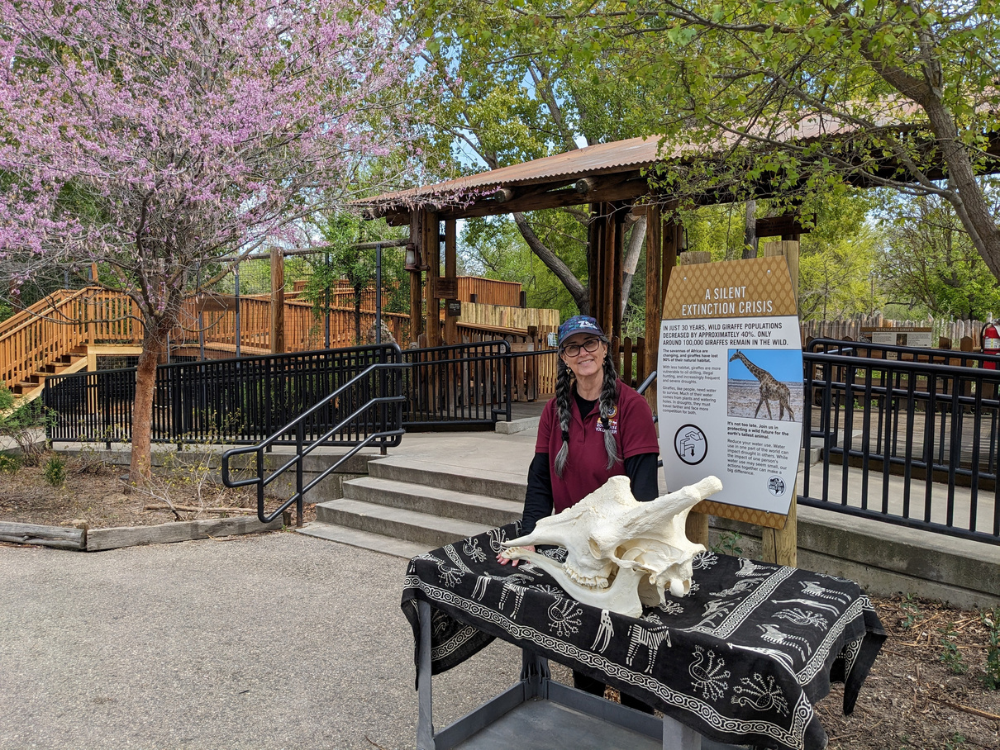 A SILENT
EXTINCTION CRISIS
IN JUST 30 YEARS, WILD GIRAFFE POPULATIONS
DECREASED BY APPROXIMATELY 40%. ONLY
AROUND 100,000 GIRAFFES REMAIN IN THE WILD.
The savannas of Africa are
changing, and giraffes have lost
90% of their natural habitat.
With less habitat, giraffes are more
vulnerable to oil drilling, illegal
hunting, and increasingly frequent
and severe droughts.
Giraffes, like people, need water
to survive. Much of their water
comes from plants and watering
holes. In droughts, they must
travel farther and face more
competition for both.
It's not too late. Join us in
protecting a wild future for the
earth's tallest animal.
Reduce your water use. Water
use in one part of the world can
impact drought in others. While
the impact of one person's
water use may seem small, our
actions together can make a
big difference.
ZOO
VOLUNTEER